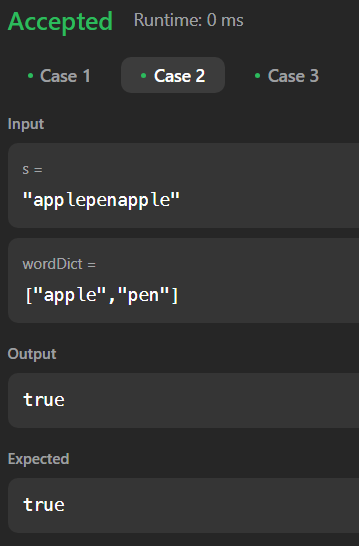 Accepted Runtime: 0 ms
Case 1 Case 2 Case 3
Input
s =
"applepenapple"
wordDict =
["apple","pen"]
Output
true
Expected
true